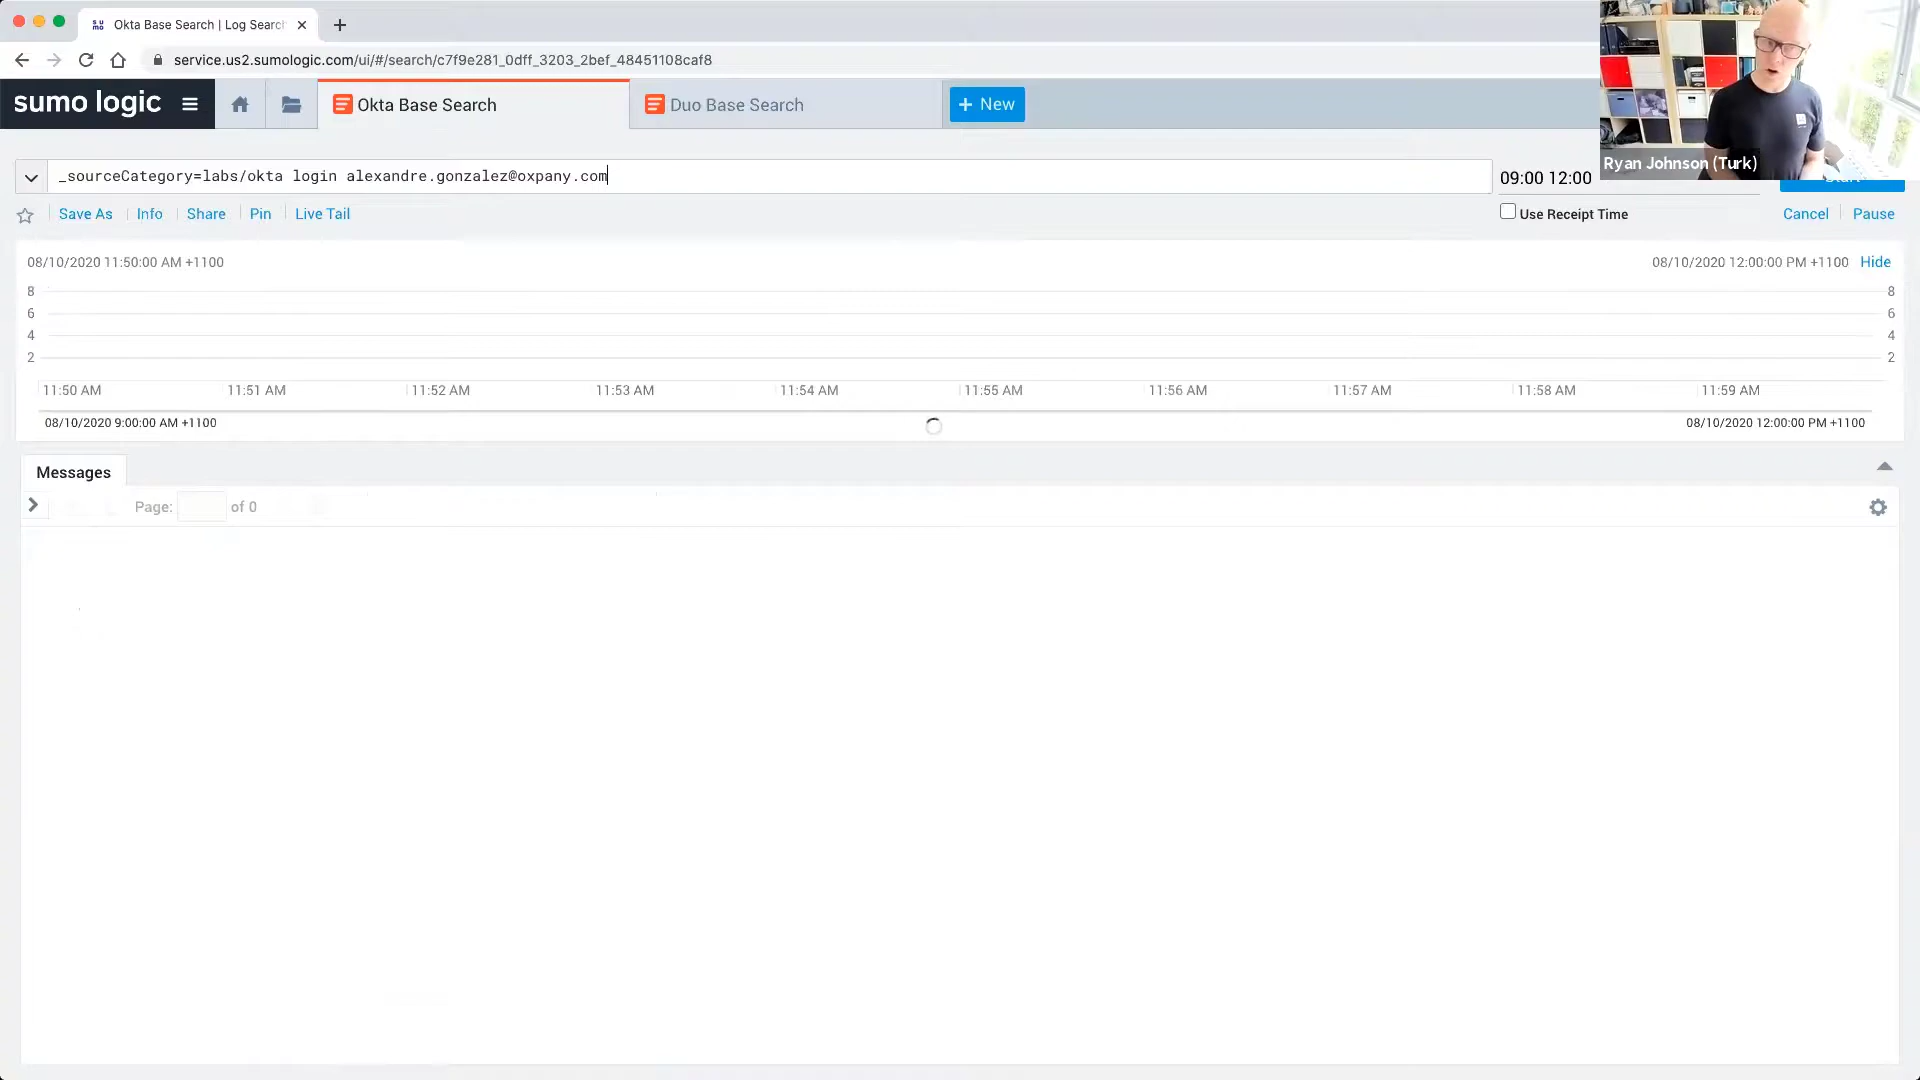 Okta Base Search | Log Search
service.us2.sumologic.com/ui/#/search/c7f9e281_0dff_3203_2bef_48451108caf8
sumo logic
Okta Base Search
Duo Base Search
+ New
Ryan Johnson (Turk)
_sourceCategory=labs/okta login alexandre.gonzalez@oxpany.com
09:00 12:00
Save As
Info
Share
Pin
Live Tail
Use Receipt Time
Cancel
Pause
08/10/2020 11:50:00 AM +1100
08/10/2020 12:00:00 PM +1100
Hide
8
8
6
6
4
4
2
2
11:50 AM
11:51 AM
11:52 AM
11:53 AM
11:54 AM
11:55 AM
11:56 AM
11:57 AM
11:58 AM
11:59 AM
08/10/2020 9:00:00 AM +1100
08/10/2020 12:00:00 PM +1100
Messages
Page:
of 0